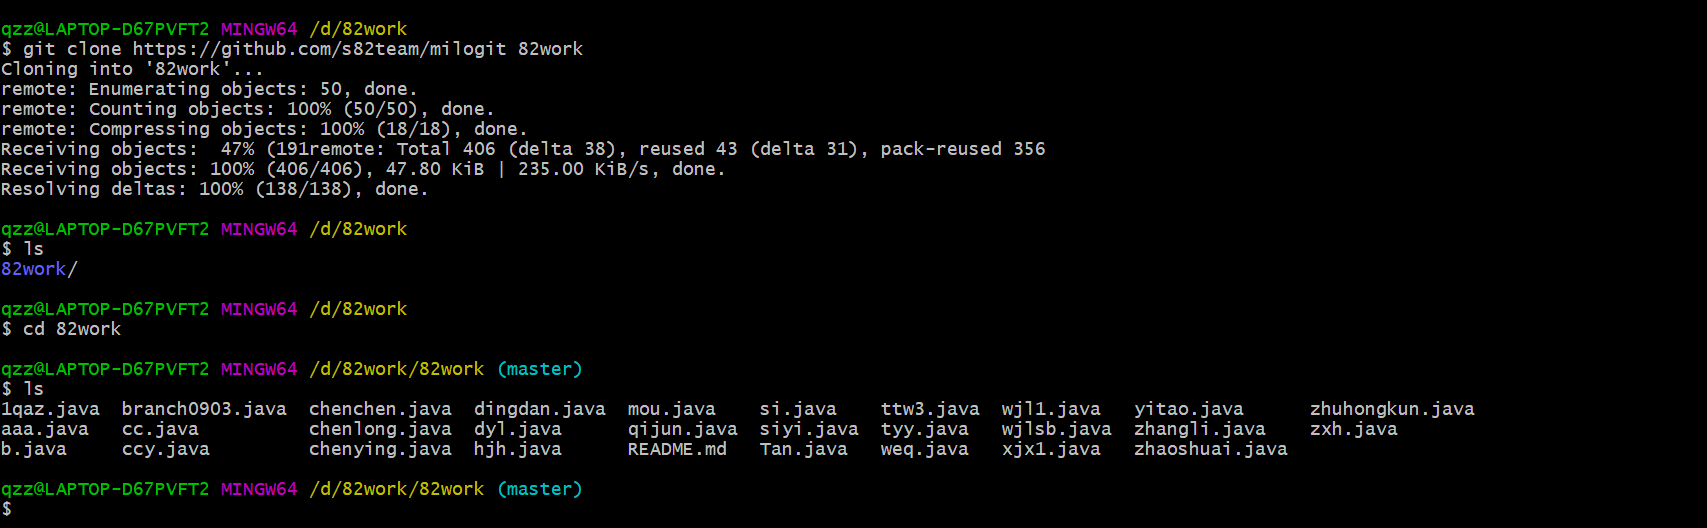 qzz@LAPTOP-D67PVFT2 MINGW64 /d/82work
$ git clone https://github.com/s82team/milogit 82work
Cloning into '82work'...
remote: Enumerating objects: 50, done.
remote: Counting objects: 100% (50/50), done.
remote: Compressing objects: 100% (18/18), done.
Receiving objects:  47% (191remote: Total 406 (delta 38), reused 43 (delta 31), pack-reused 356
Receiving objects: 100% (406/406), 47.80 KiB | 235.00 KiB/s, done.
Resolving deltas: 100% (138/138), done.
qzz@LAPTOP-D67PVFT2 MINGW64 /d/82work
$ ls
82work/
qzz@LAPTOP-D67PVFT2 MINGW64 /d/82work
$ cd 82work
qzz@LAPTOP-D67PVFT2 MINGW64 /d/82work/82work (master)
$ ls
1qaz.java  branch0903.java  chenchen.java  dingdan.java  mou.java    si.java    ttw3.java  wjl1.java   yitao.java      zhuhongkun.java
aaa.java   cc.java          chenlong.java  dyl.java      qijun.java  siyi.java  tyy.java   wjlsb.java  zhangli.java    zxh.java
b.java     ccy.java         chenying.java  hjh.java      README.md   Tan.java   weq.java   xjx1.java   zhaoshuai.java
qzz@LAPTOP-D67PVFT2 MINGW64 /d/82work/82work (master)
$